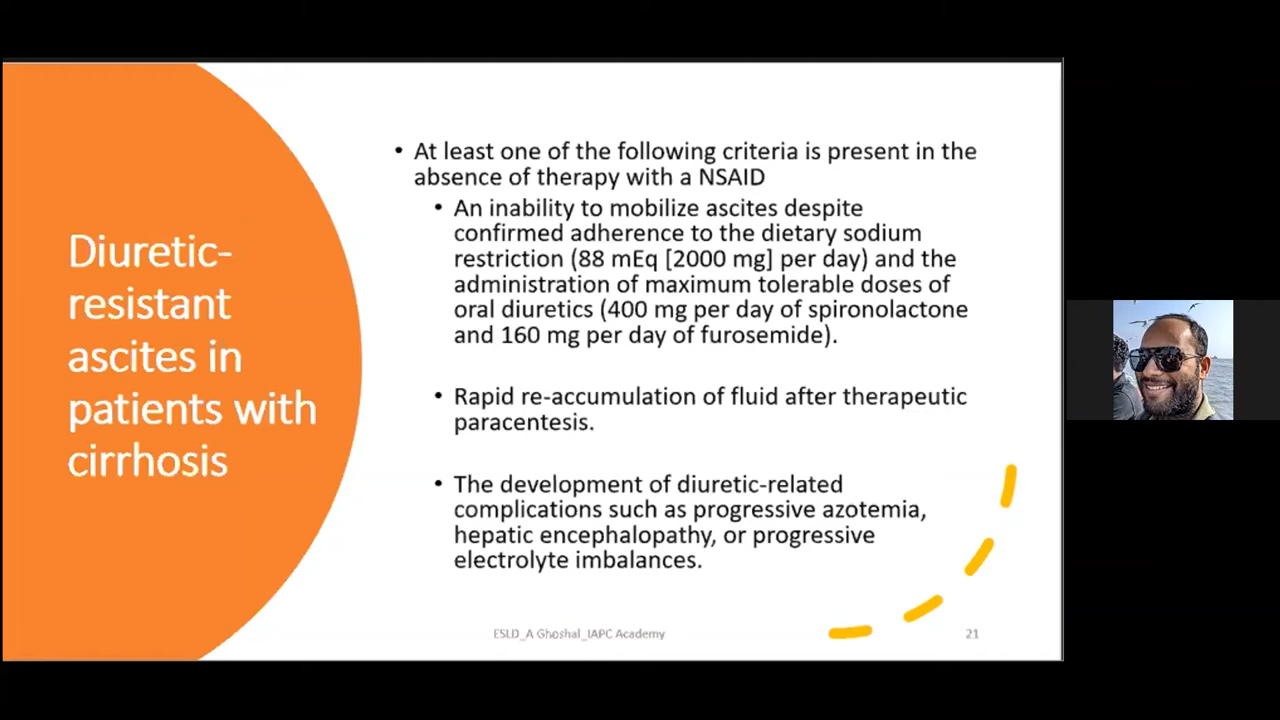 Diuretic-
resistant
ascites in
patients with
cirrhosis
• At least one of the following criteria is present in the
absence of therapy with a NSAID
• An inability to mobilize ascites despite
confirmed adherence to the dietary sodium
restriction (88 mEq [2000 mg] per day) and the
administration of maximum tolerable doses of
oral diuretics (400 mg per day of spironolactone
and 160 mg per day of furosemide).
• Rapid re-accumulation of fluid after therapeutic
paracentesis.
• The development of diuretic-related
complications such as progressive azotemia,
hepatic encephalopathy, or progressive
electrolyte imbalances.
ESLD_A Ghoshal_IAPC Academy
21